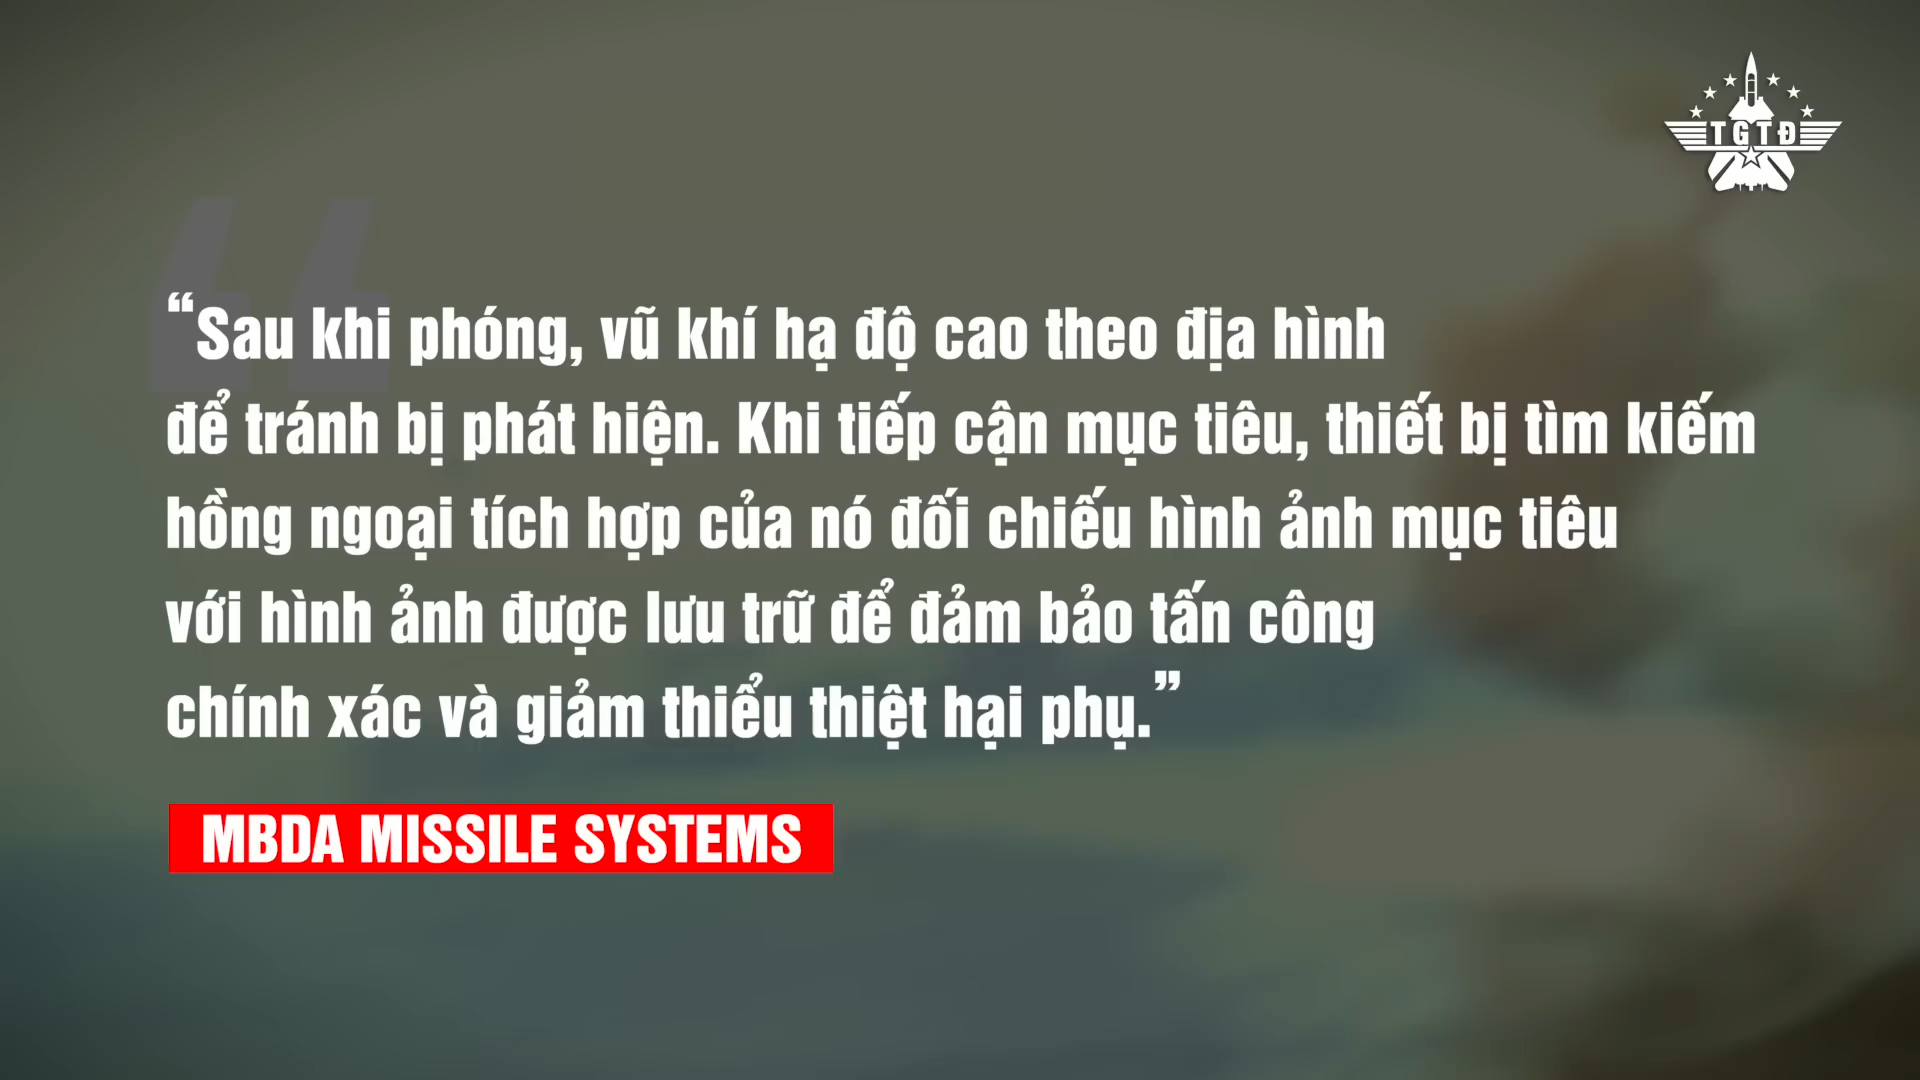 TGTĐ
“Sau khi phóng, vũ khí hạ độ cao theo địa hình
để tránh bị phát hiện. Khi tiếp cận mục tiêu, thiết bị tìm kiếm
hồng ngoại tích hợp của nó đối chiếu hình ảnh mục tiêu
với hình ảnh được lưu trữ để đảm bảo tấn công
chính xác và giảm thiểu thiệt hại phụ.”
MBDA MISSILE SYSTEMS